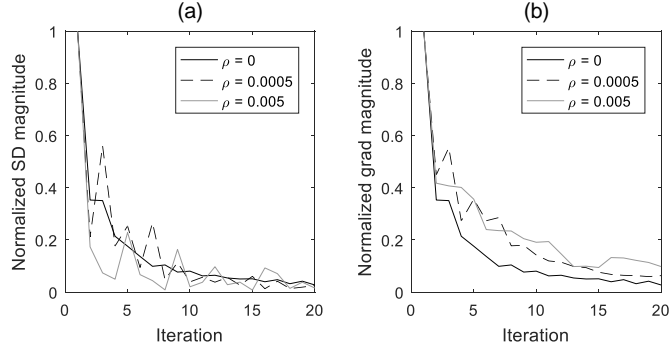 (a)
Normalized SD magnitude
1
0.8
0.6
0.4
0.2
0
0 5 10 15 20
Iteration
ρ = 0
ρ = 0.0005
ρ = 0.005
(b)
Normalized grad magnitude
1
0.8
0.6
0.4
0.2
0
0 5 10 15 20
Iteration
ρ = 0
ρ = 0.0005
ρ = 0.005